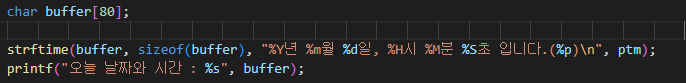 char buffer[80];
strftime(buffer, sizeof(buffer), "%Y년 %m월 %d일, %H시 %M분 %S초 입니다.(%p)\n", ptm);
printf("오늘 날짜와 시간 : %s", buffer);